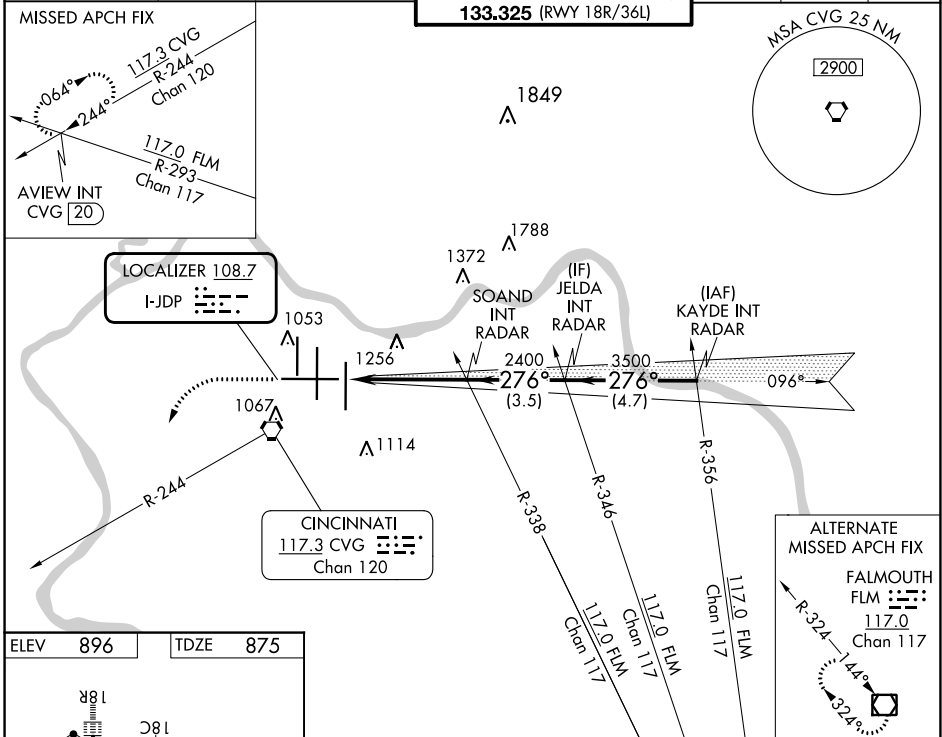 133.325 (RWY 18R/36L)
MISSED APCH FIX
117.3 CVG
R-244
Chan 120
064°
244°
117.0 FLM
R-293
Chan 117
AVIEW INT
CVG 20
MSA CVG 25 NM
2900
1849
1788
1372
LOCALIZER 108.7
I-JDP
1053
1256
SOAND
INT
RADAR
(IF)
JELDA
INT
RADAR
(IAF)
KAYDE INT
RADAR
2400
3500
276°
276°
096°
(3.5)
(4.7)
1067
1114
R-244
R-338
R-346
R-356
CINCINNATI
117.3 CVG
Chan 120
117.0 FLM
Chan 117
117.0 FLM
Chan 117
117.0 FLM
Chan 117
ALTERNATE
MISSED APCH FIX
FALMOUTH
FLM
117.0
Chan 117
R-324
144°
324°
ELEV 896
TDZE 875
18R
18C